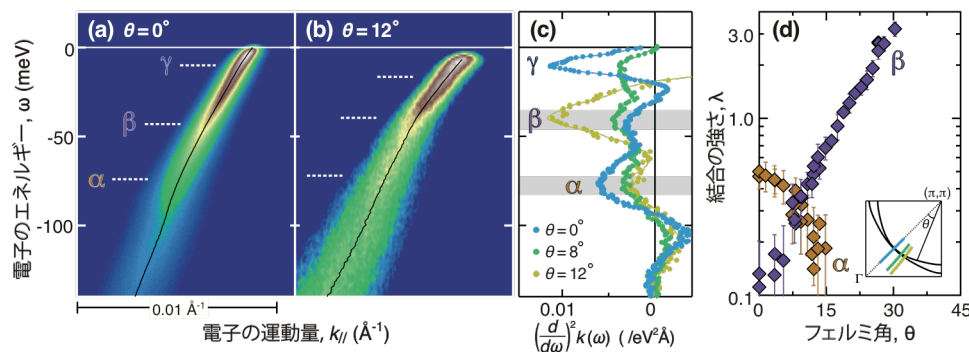 (a) θ = 0°
(b) θ = 12°
(c)
(d)
電子のエネルギー, ω (meV)
0
-50
-100
γ
β
α
0.01 Å⁻¹
電子の運動量, k// (Å⁻¹)
γ
β
α
θ = 0°
θ = 8°
θ = 12°
0.01
0
(d/dω)² k(ω) ( /eV²Å)
結合の強さ, λ
3.0
1.0
0.1
β
α
(π,π)
θ
Γ
0
15
30
45
フェルミ角, θ